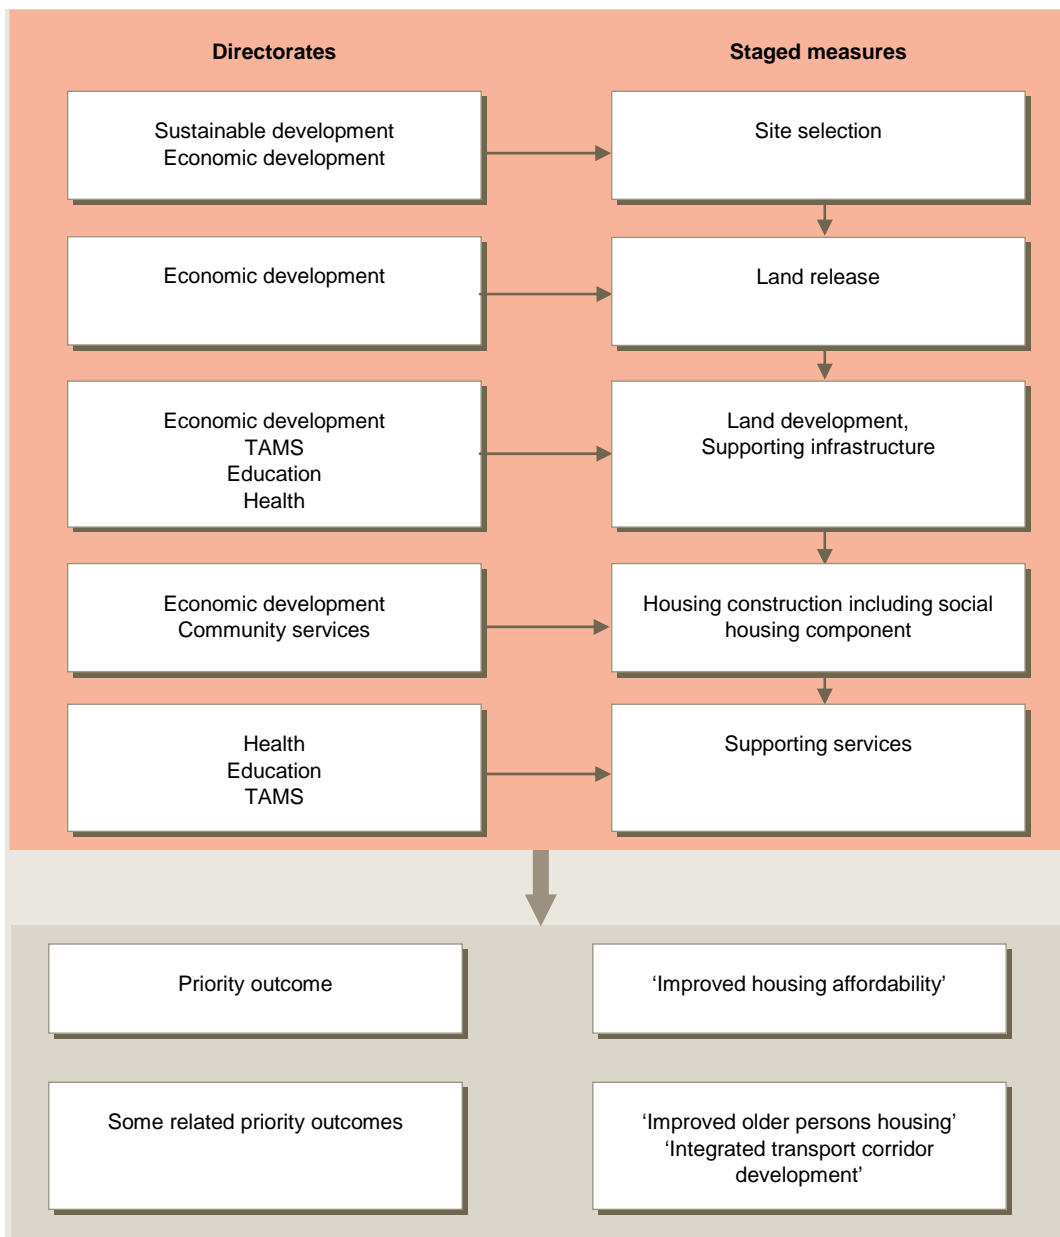 Directorates
Staged measures
Sustainable development
Economic development
Site selection
Economic development
Land release
Economic development
TAMS
Education
Health
Land development,
Supporting infrastructure
Economic development
Community services
Housing construction including social
housing component
Health
Education
TAMS
Supporting services
Priority outcome
‘Improved housing affordability’
Some related priority outcomes
‘Improved older persons housing’
‘Integrated transport corridor
development’